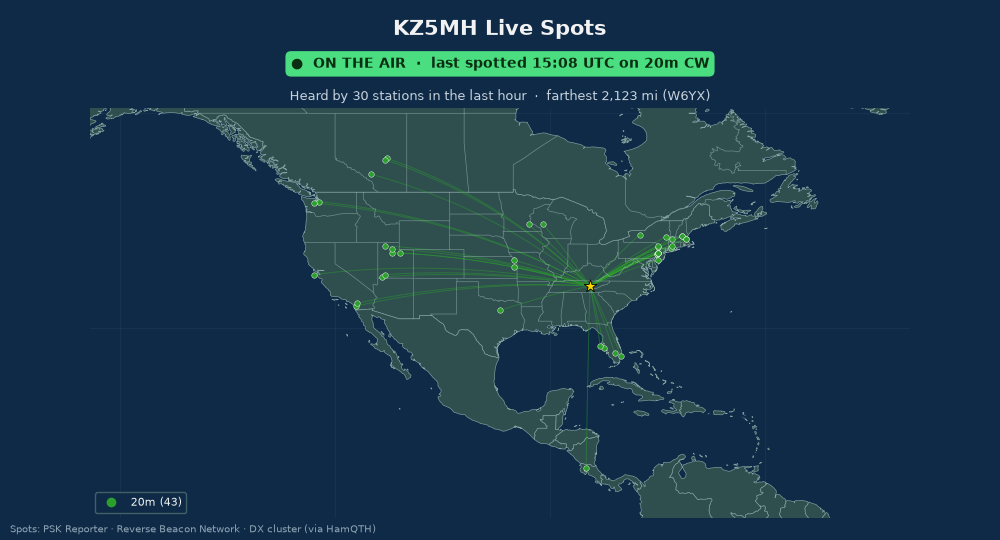 KZ5MH Live Spots
● ON THE AIR · last spotted 15:08 UTC on 20m CW
Heard by 30 stations in the last hour · farthest 2,123 mi (W6YX)
20m (43)
Spots: PSK Reporter · Reverse Beacon Network · DX cluster (via HamQTH)